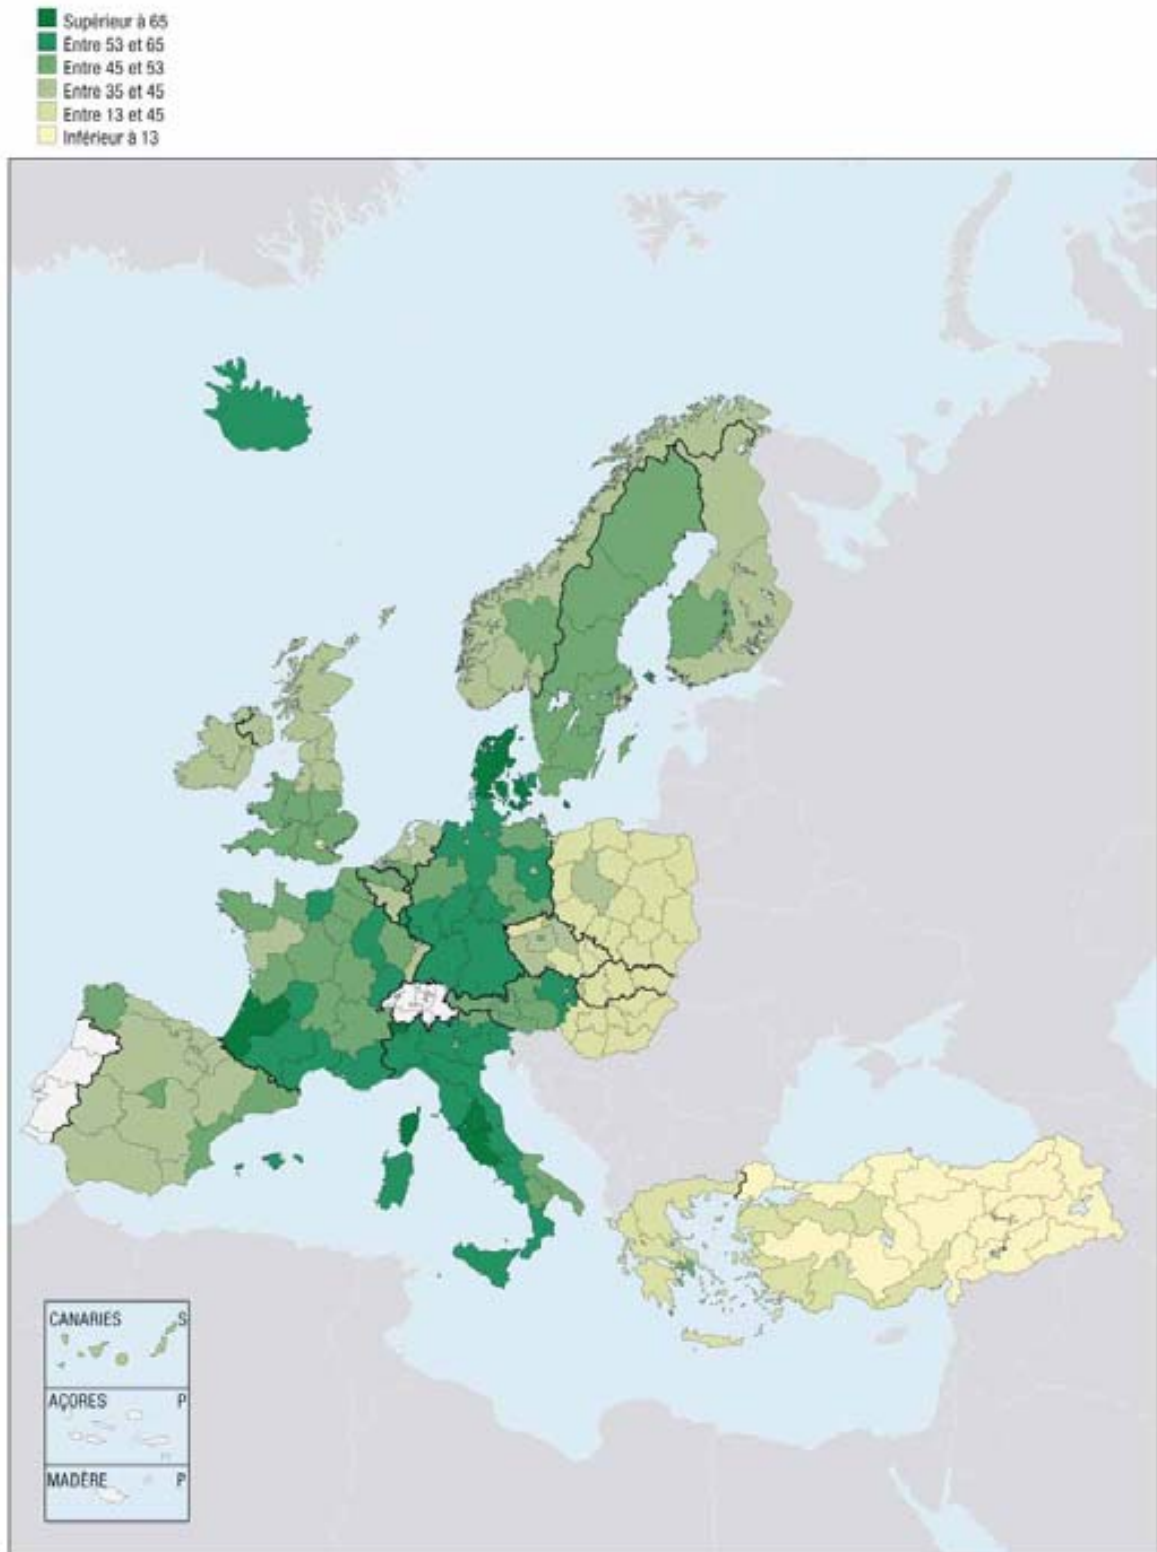 Supérieur à 65
Entre 53 et 65
Entre 45 et 53
Entre 35 et 45
Entre 13 et 45
Inférieur à 13
CANARIES S
AÇORES P
MADÈRE P